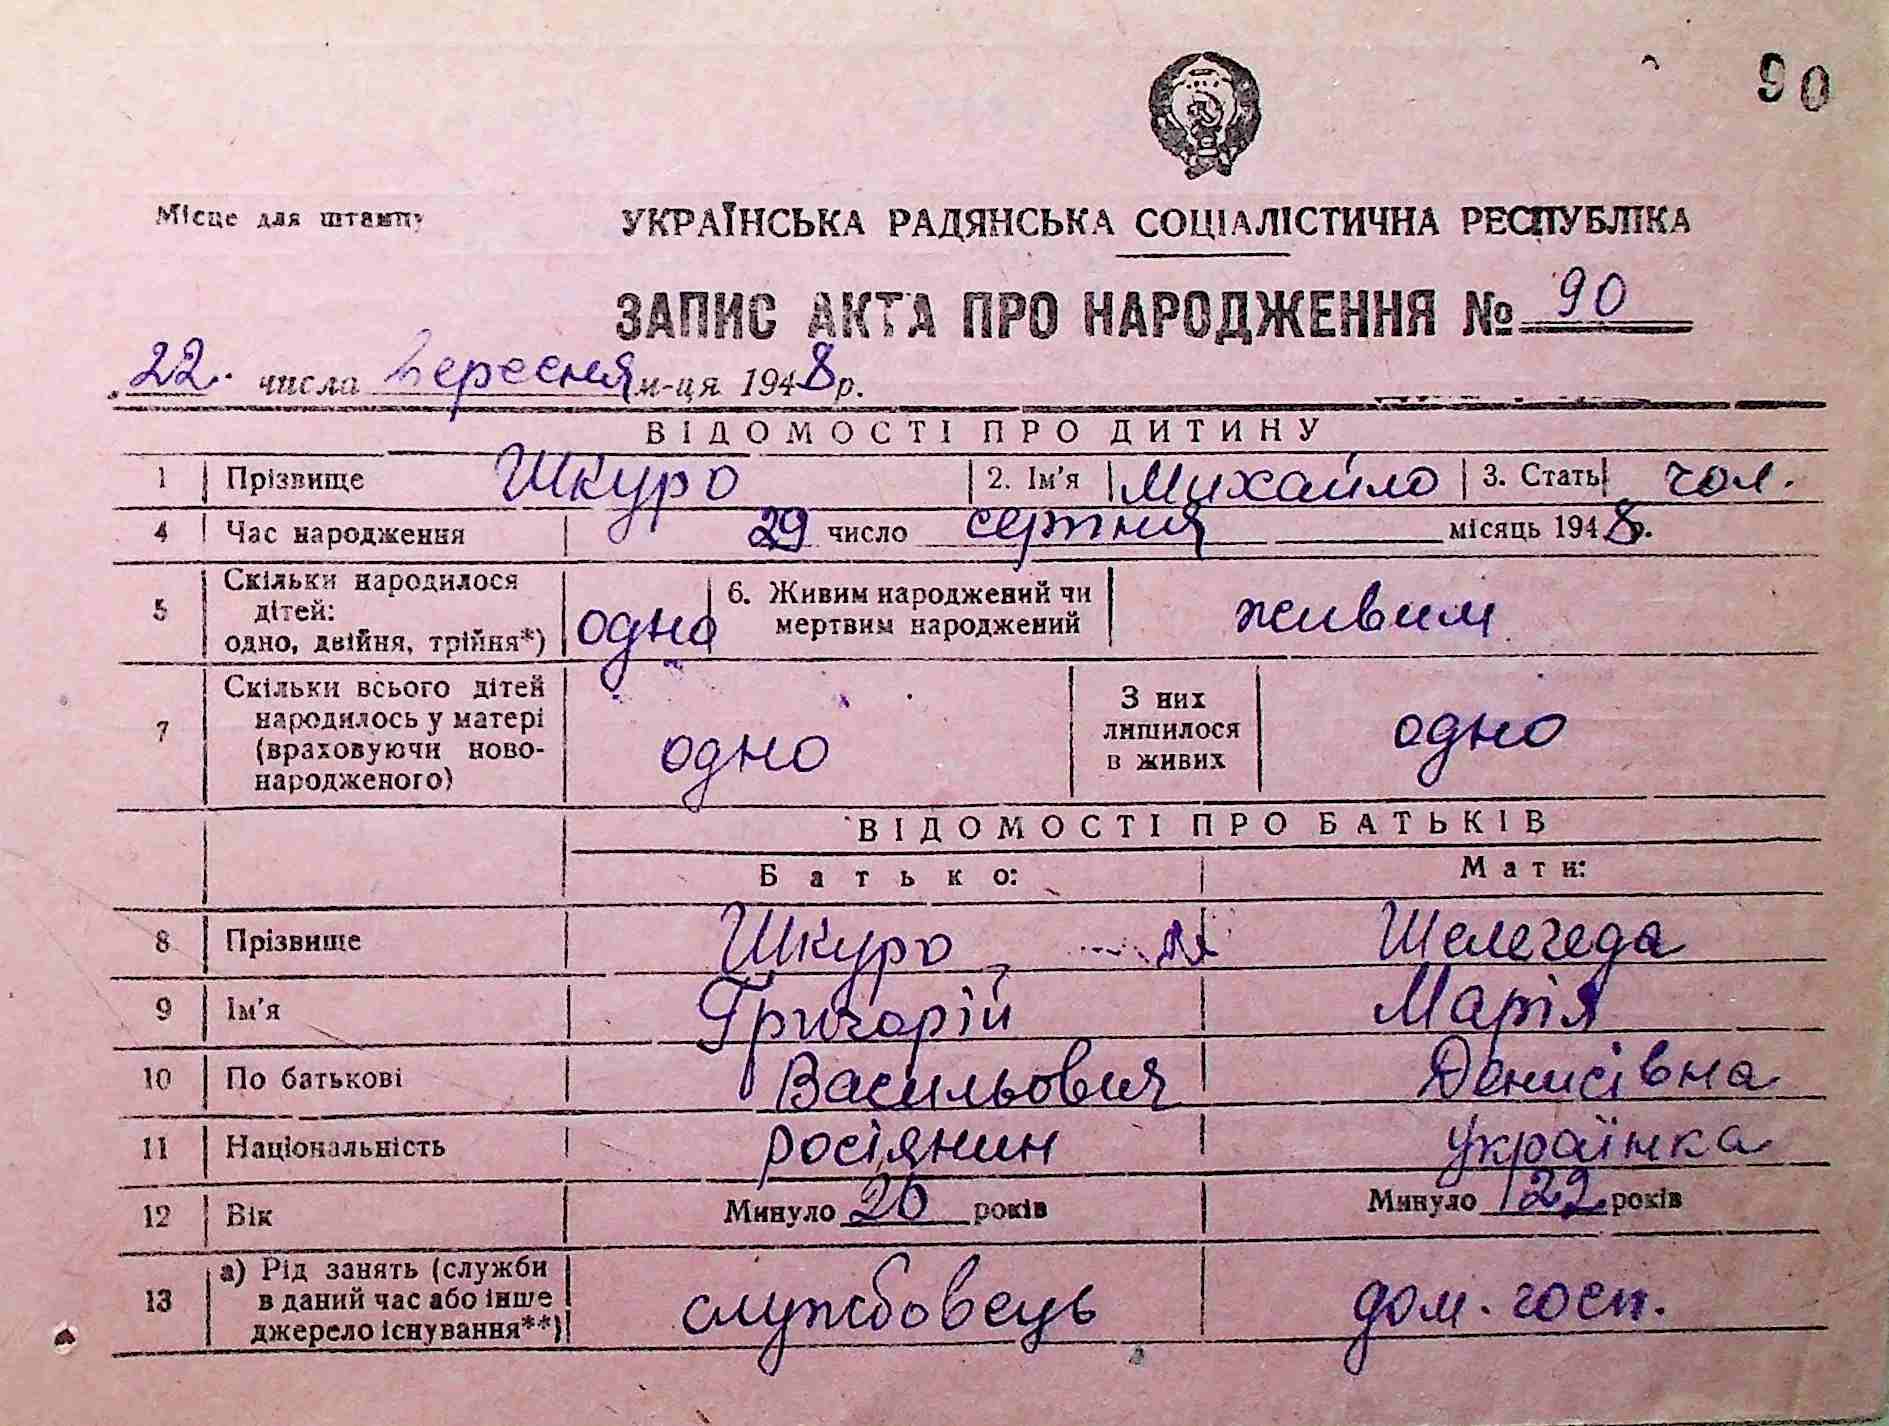 90
Місце для штампу
УКРАЇНСЬКА РАДЯНСЬКА СОЦІАЛІСТИЧНА РЕСПУБЛІКА
ЗАПИС АКТА ПРО НАРОДЖЕННЯ № 90
22. числа вересня м-ця 1948 р.
ВІДОМОСТІ ПРО ДИТИНУ
1 Прізвище Шкуро 2. Ім'я Михайло 3. Стать чол.
4 Час народження 29 число серпня місяць 1948 р.
5 Скільки народилося дітей: одно, двійня, трійня*) одно 6. Живим народжений чи мертвим народжений живим
7 Скільки всього дітей народилось у матері (враховуючи новонародженого) одно З них лишилося в живих одно
ВІДОМОСТІ ПРО БАТЬКІВ
Батько: Мати:
8 Прізвище Шкуро Шелегеда
9 Ім'я Григорій Марія
10 По батькові Васильович Денисівна
11 Національність росіянин українка
12 Вік Минуло 26 років Минуло 22 років
13 а) Рід занять (служби в даний час або інше джерело існування**) службовець дом. госп.